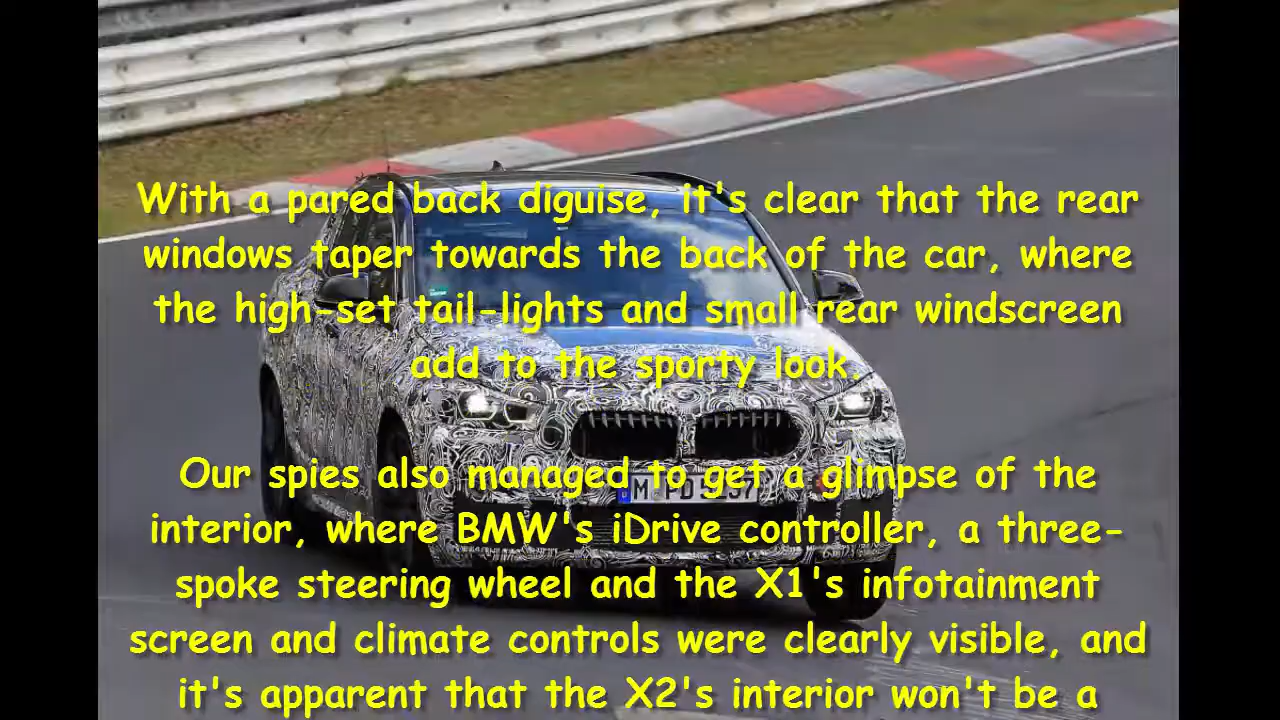 With a pared back diguise, it's clear that the rear
windows taper towards the back of the car, where
the high-set tail-lights and small rear windscreen
add to the sporty look.
Our spies also managed to get a glimpse of the
interior, where BMW's iDrive controller, a three-
spoke steering wheel and the X1's infotainment
screen and climate controls were clearly visible, and
it's apparent that the X2's interior won't be a